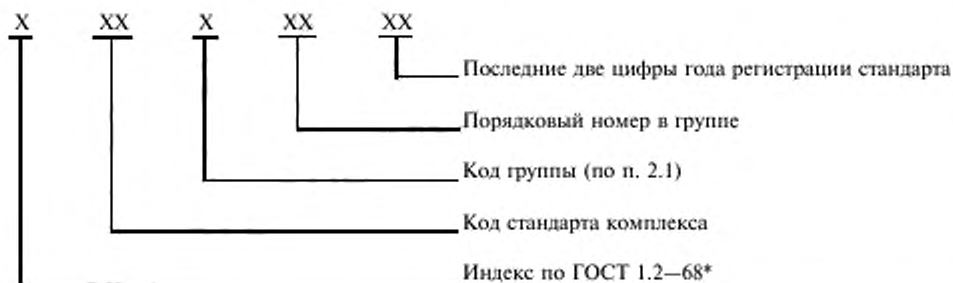 X XX X XX XX
Последние две цифры года регистрации стандарта
Порядковый номер в группе
Код группы (по п. 2.1)
Код стандарта комплекса
Индекс по ГОСТ 1.2—68*